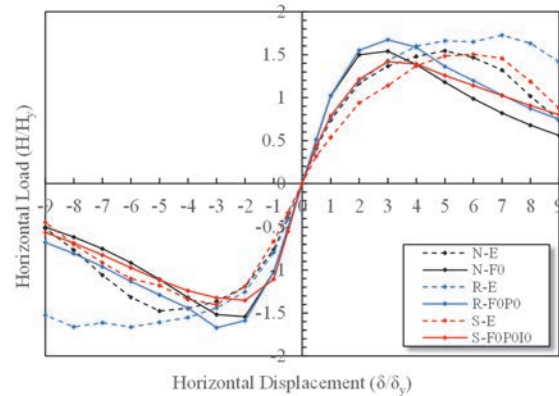 Horizontal Load (H/Hy)
2
1.5
1
0.5
0
-0.5
-1
-1.5
-2
-9 -8 -7 -6 -5 -4 -3 -2 -1 0 1 2 3 4 5 6 7 8 9
N-E
N-F0
R-E
R-F0P0
S-E
S-F0P0I0
Horizontal Displacement (δ/δy)